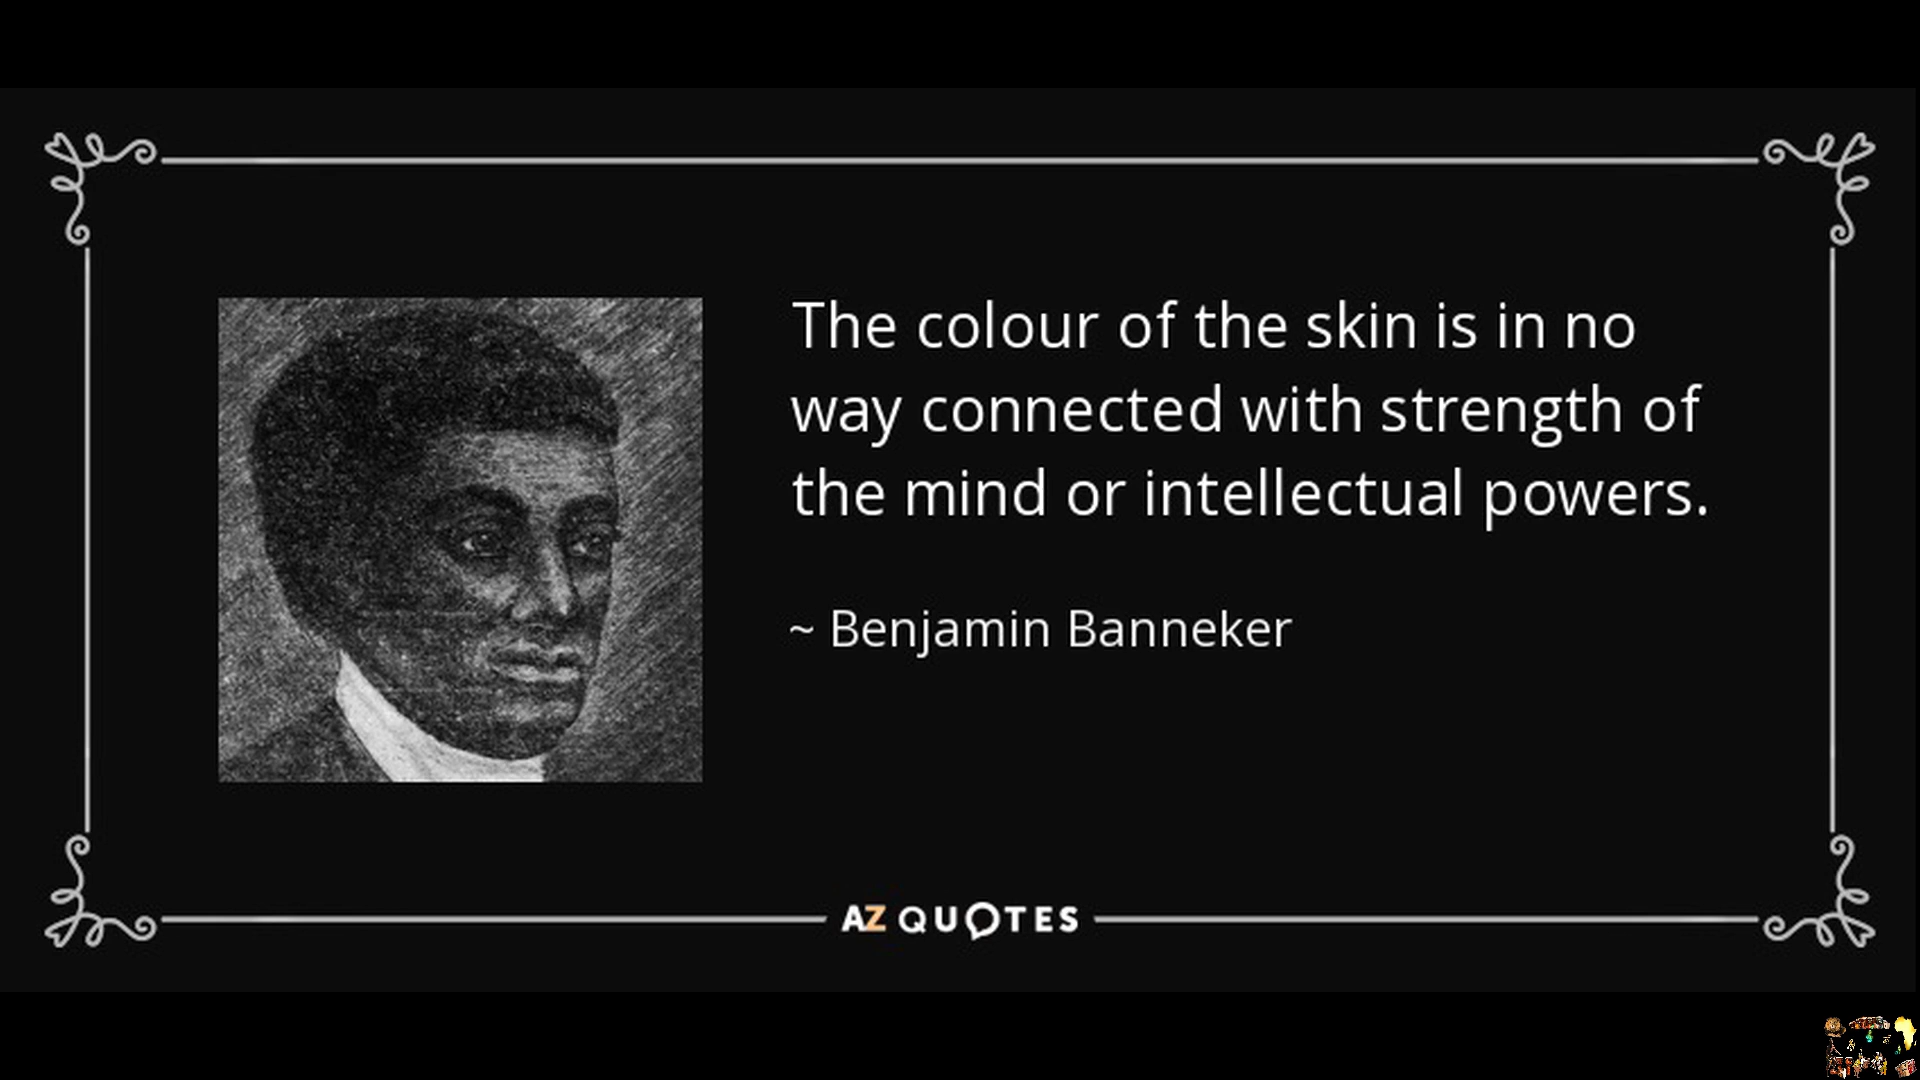 The colour of the skin is in no
way connected with strength of
the mind or intellectual powers.
~ Benjamin Banneker
AZ QUOTES